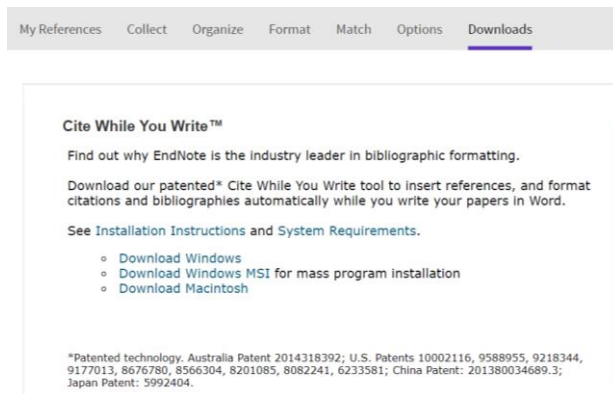 My References Collect Organize Format Match Options Downloads
Cite While You Write™
Find out why EndNote is the industry leader in bibliographic formatting.
Download our patented* Cite While You Write tool to insert references, and format
citations and bibliographies automatically while you write your papers in Word.
See Installation Instructions and System Requirements.
Download Windows
Download Windows MSI for mass program installation
Download Macintosh
*Patented technology. Australia Patent 2014318392; U.S. Patents 10002116, 9588955, 9218344,
9177013, 8676780, 8566304, 8201085, 8082241, 6233581; China Patent: 201380034689.3;
Japan Patent: 5992404.